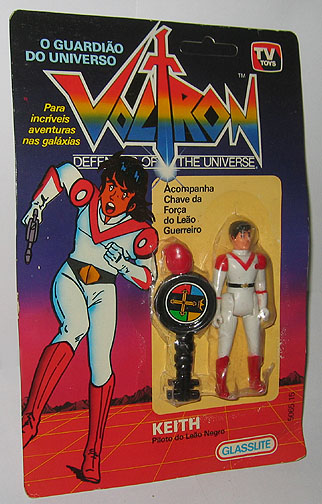 O GUARDIÃO
DO UNIVERSO
TV
TOYS
VOLTRON
TM
Para
incríveis
aventuras
nas galáxias
DEFENDER OF THE UNIVERSE
Acompanha
Chave da
Força
do Leão
Guerreiro
KEITH
Piloto do Leão Negro
GLASSLITE